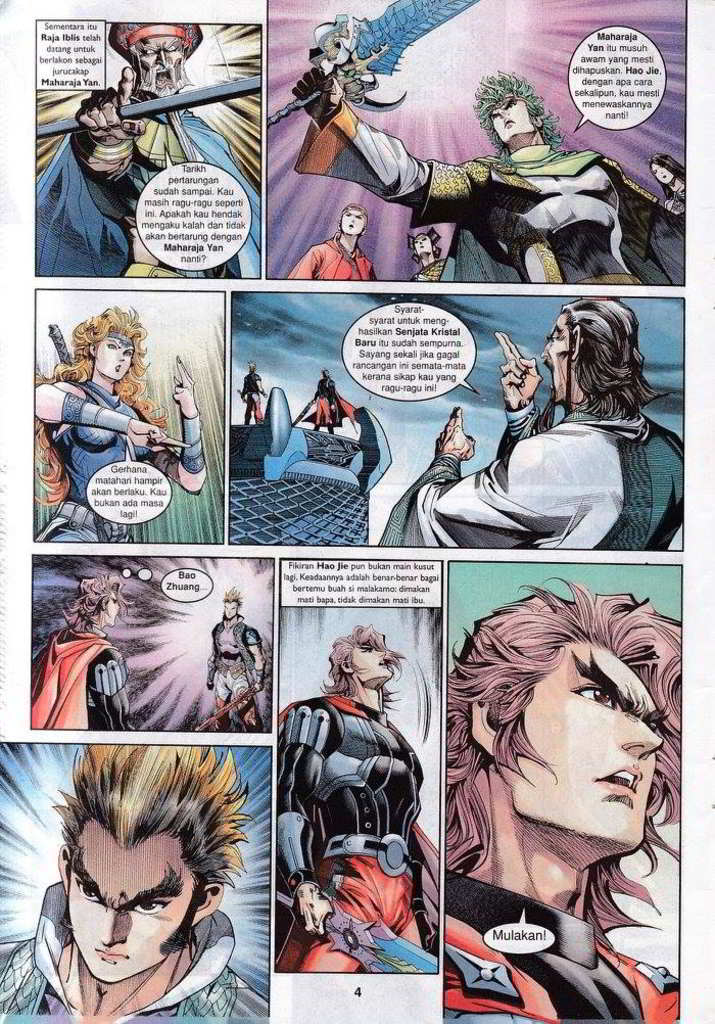 Sementara itu
Raja Iblis telah
datang untuk
berlakon sebagai
jurucakap
Maharaja Yan.
Tarikh
pertarungan
sudah sampai. Kau
masih ragu-ragu seperti
ini. Apakah kau hendak
mengaku kalah dan tidak
akan bertarung dengan
Maharaja Yan
nanti?
Maharaja
Yan itu musuh
awam yang mesti
dihapuskan. Hao Jie,
dengan apa cara
sekalipun, kau mesti
menewaskannya
nanti!
Gerhana
matahari hampir
akan berlaku. Kau
bukan ada masa
lagi!
Syarat-
syarat untuk meng-
hasilkan Senjata Kristal
Baru itu sudah sempurna.
Sayang sekali jika gagal
rancangan ini semata-mata
kerana sikap kau yang
ragu-ragu ini!
Bao
Zhuang...
Fikiran Hao Jie pun bukan main kusut
lagi. Keadaannya adalah benar-benar bagai
bertemu buah si malakamo: dimakan
mati bapa, tidak dimakan mati ibu.
Mulakan!
4